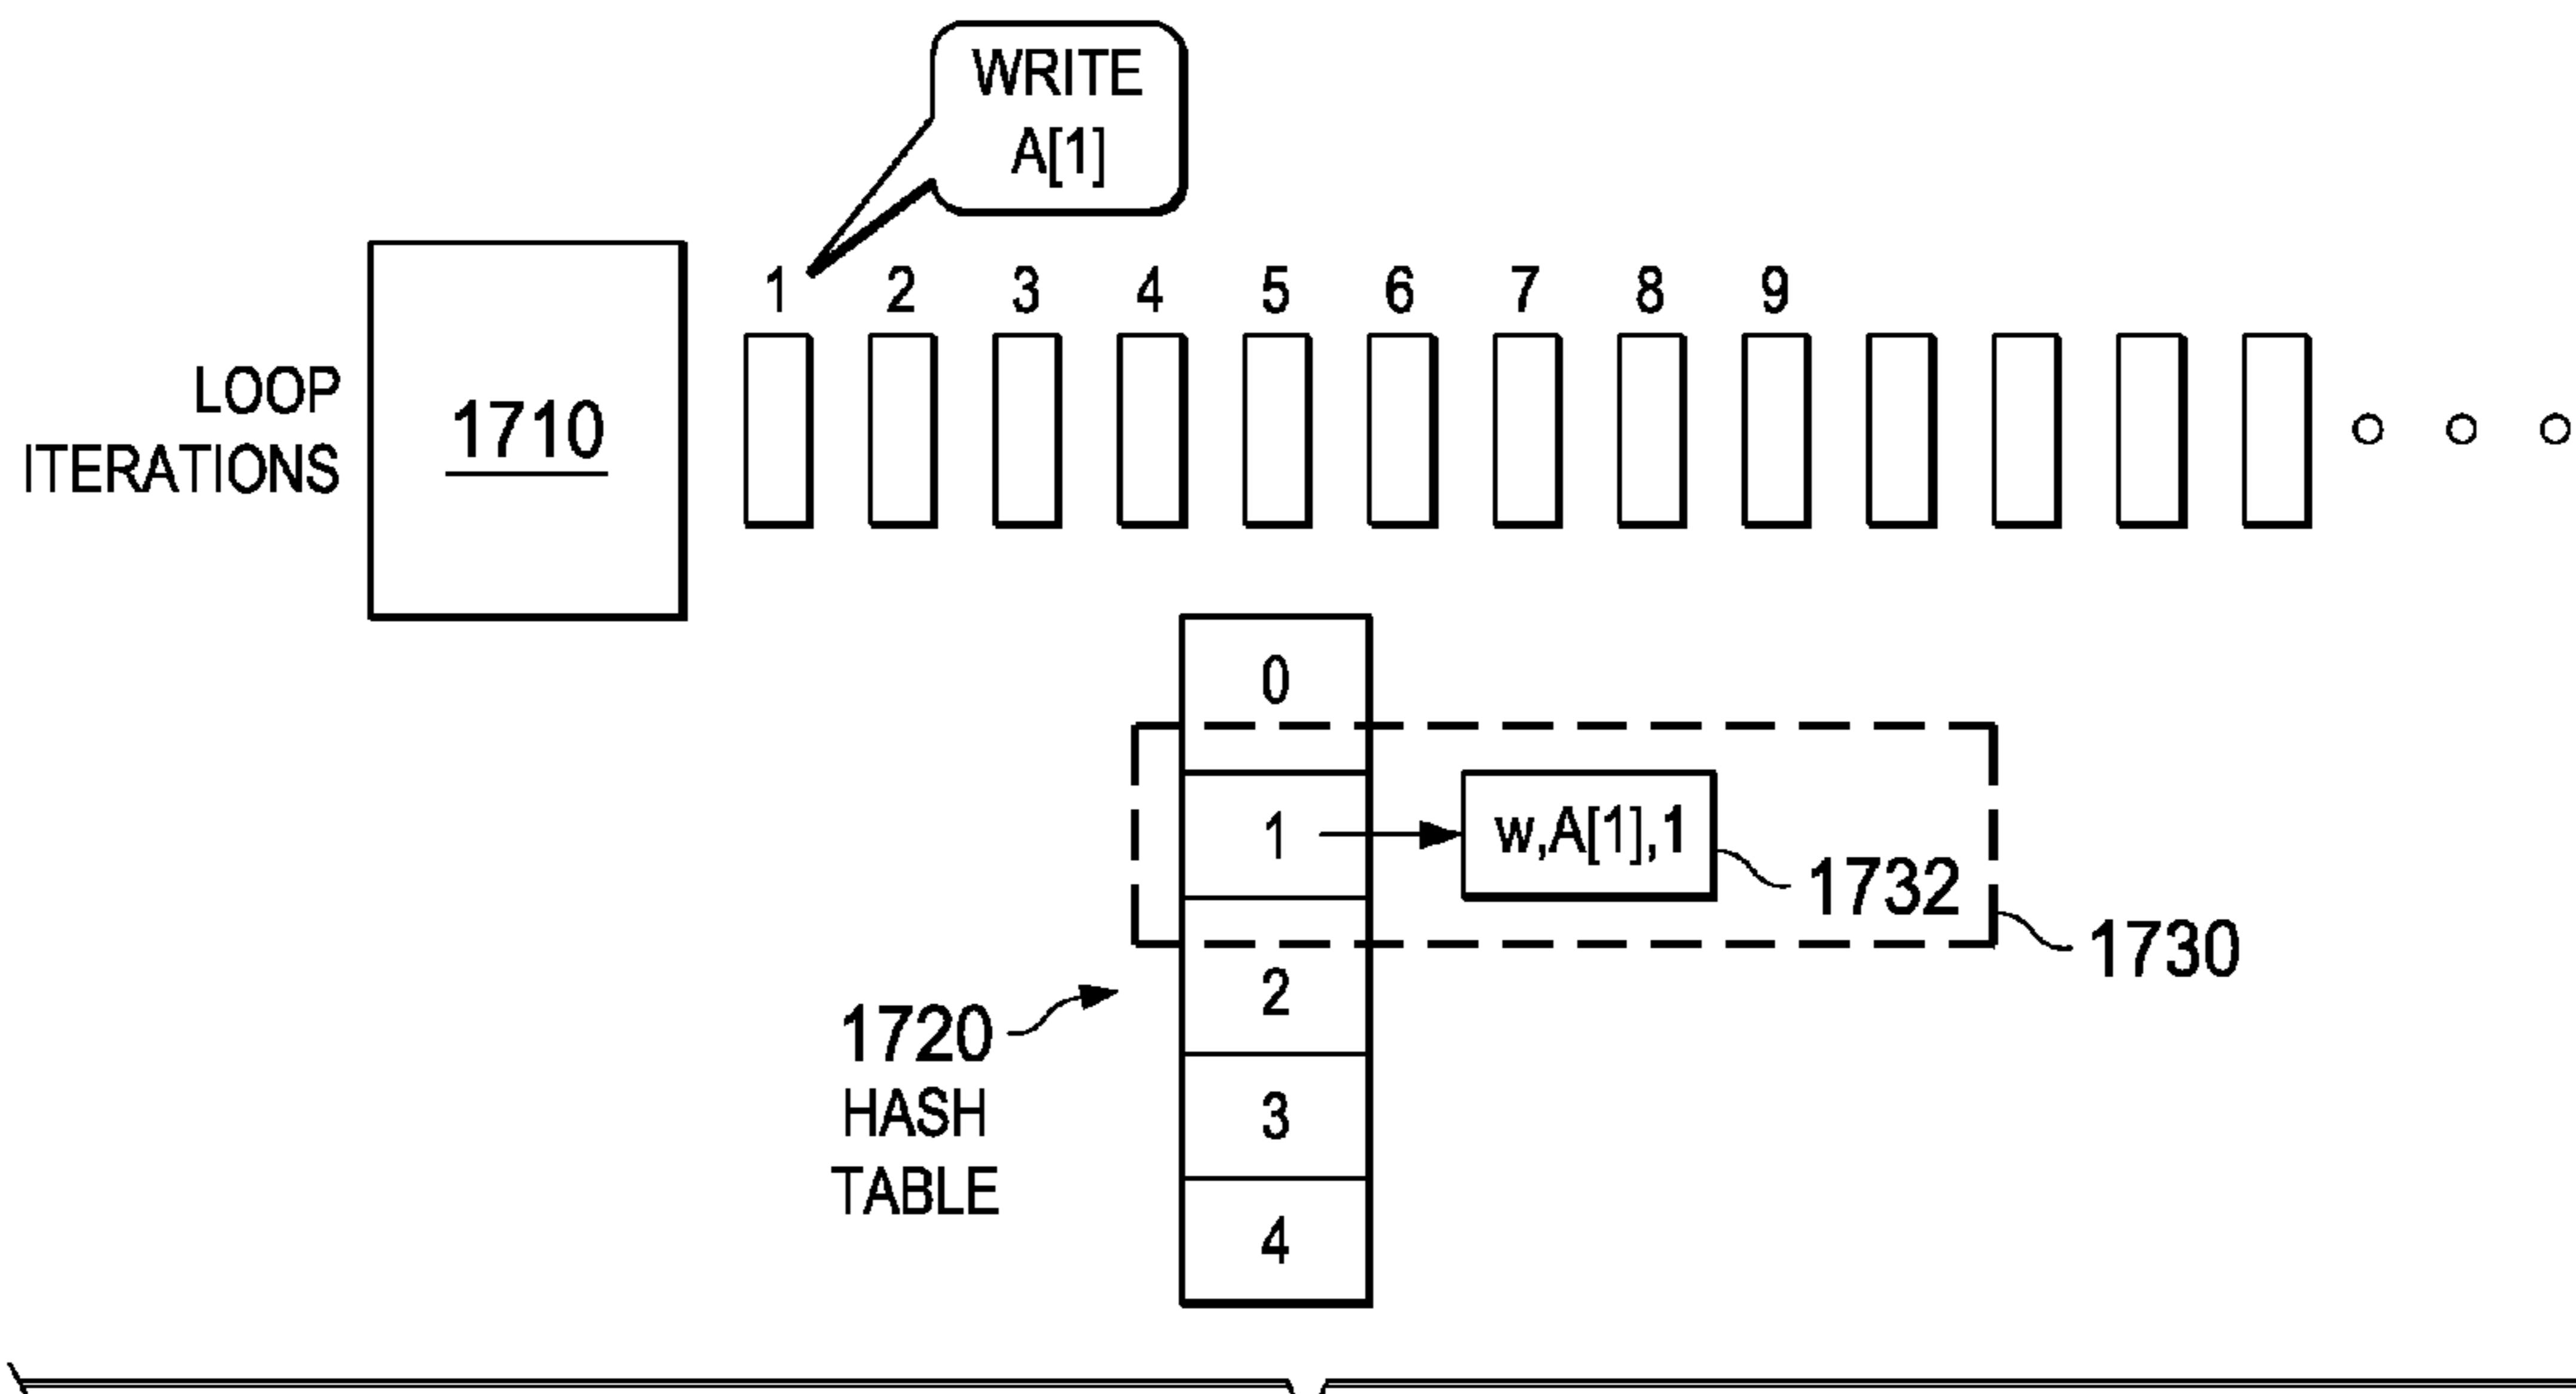 WRITE
A[1]
1 2 3 4 5 6 7 8 9
LOOP
ITERATIONS
1710
0
1
w,A[1],1
1732
1730
2
1720
HASH
TABLE
3
4